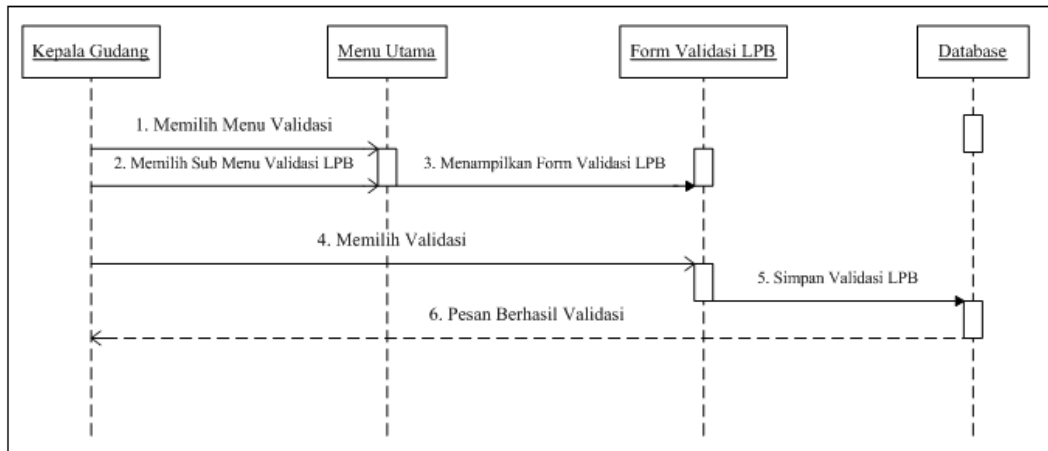 Kepala Gudang
Menu Utama
Form Validasi LPB
Database
1. Memilih Menu Validasi
2. Memilih Sub Menu Validasi LPB
3. Menampilkan Form Validasi LPB
4. Memilih Validasi
5. Simpan Validasi LPB
6. Pesan Berhasil Validasi